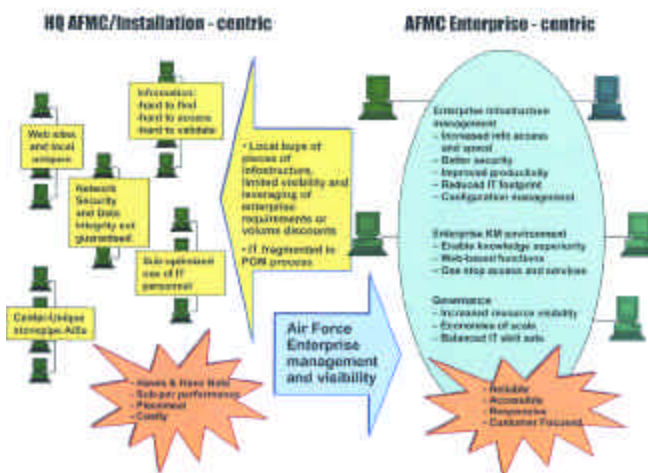 HQ AFMC/Installation - centric
AFMC Enterprise - centric
Information:
-hard to find
-hard to access
-hard to validate
Web sites
and local
Network
Security
and Data
Integrity not
guaranteed
Sub-optimized
use of IT
personnel
Center-Unique
stovepipe AISs
• Local buys of
pieces of
infostructure,
limited visibility and
leveraging of
enterprise
requirements or
volume discounts
• IT fragmented in
POM process
Air Force
Enterprise
management
and visibility
- Haves & Have Nots
- Sub-par performance
- Piecemeal
- Costly
Enterprise infostructure
management
– Increased info access
and speed
– Better security
– Improved productivity
– Reduced IT footprint
– Configuration management
Enterprise KM environment
– Enable knowledge superiority
– Web-based functions
– One stop access and services
Governance
– Increased resource visibility
– Economies of scale
– Balanced IT skill sets
- Reliable
- Accessible
- Responsive
- Customer Focused